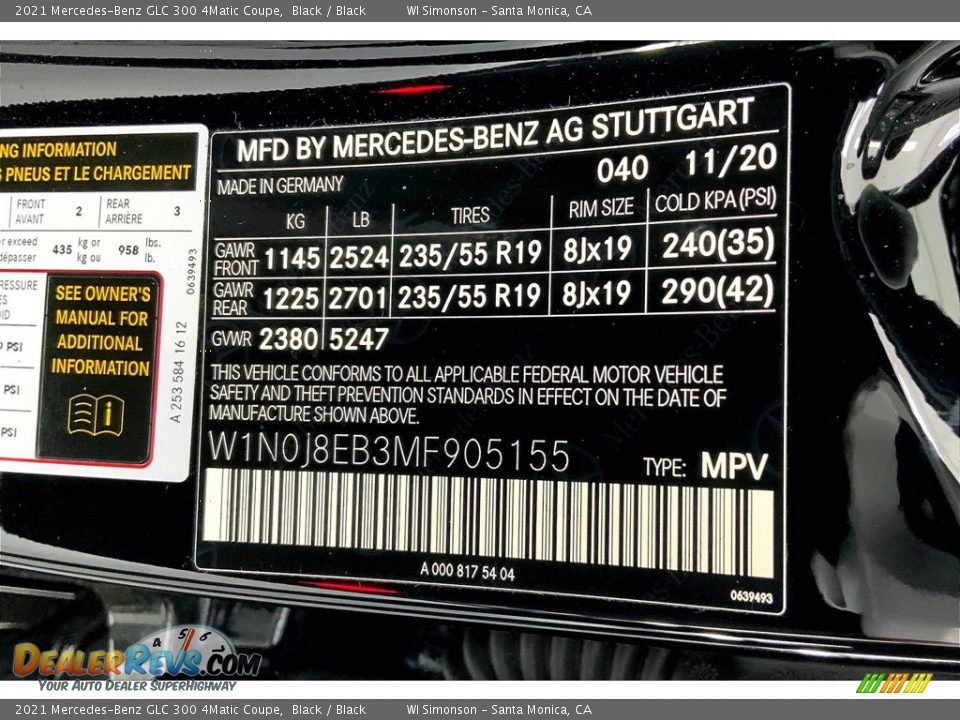 2021 Mercedes-Benz GLC 300 4Matic Coupe, Black / Black WI Simonson - Santa Monica, CA
NG INFORMATION
PNEUS ET LE CHARGEMENT
FRONT AVANT 2 REAR ARRIÈRE 3
exceed 435 kg or 958 lbs.
dépasser kg ou lb.
SEE OWNER'S
MANUAL FOR
ADDITIONAL
INFORMATION
PSI
PSI
PSI
0639493
A 253 584 16 12
MFD BY MERCEDES-BENZ AG STUTTGART
MADE IN GERMANY 040 11/20
KG LB TIRES RIM SIZE COLD KPA (PSI)
GAWR FRONT 1145 2524 235/55 R19 8Jx19 240(35)
GAWR REAR 1225 2701 235/55 R19 8Jx19 290(42)
GVWR 2380 5247
THIS VEHICLE CONFORMS TO ALL APPLICABLE FEDERAL MOTOR VEHICLE
SAFETY AND THEFT PREVENTION STANDARDS IN EFFECT ON THE DATE OF
MANUFACTURE SHOWN ABOVE.
W1N0J8EB3MF905155 TYPE: MPV
A 000 817 54 04
0639493
4 5 6
DealerRevs.com
Your Auto Dealer SuperHighway
2021 Mercedes-Benz GLC 300 4Matic Coupe, Black / Black WI Simonson - Santa Monica, CA